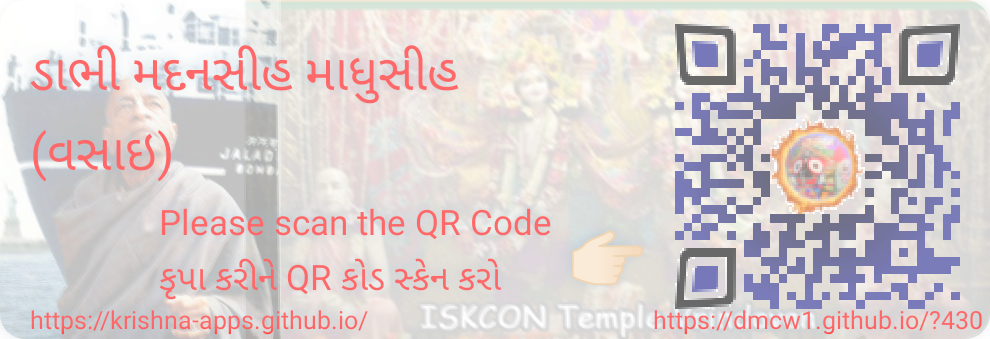 ડાભી મદનસીહ માધુસીહ
(વસાઇ)
JALAD
Please scan the QR Code
કૃપા કરીને QR કોડ સ્કેન કરો
https://krishna-apps.github.io/
ISKCON Temple
https://dmcw1.github.io/?430